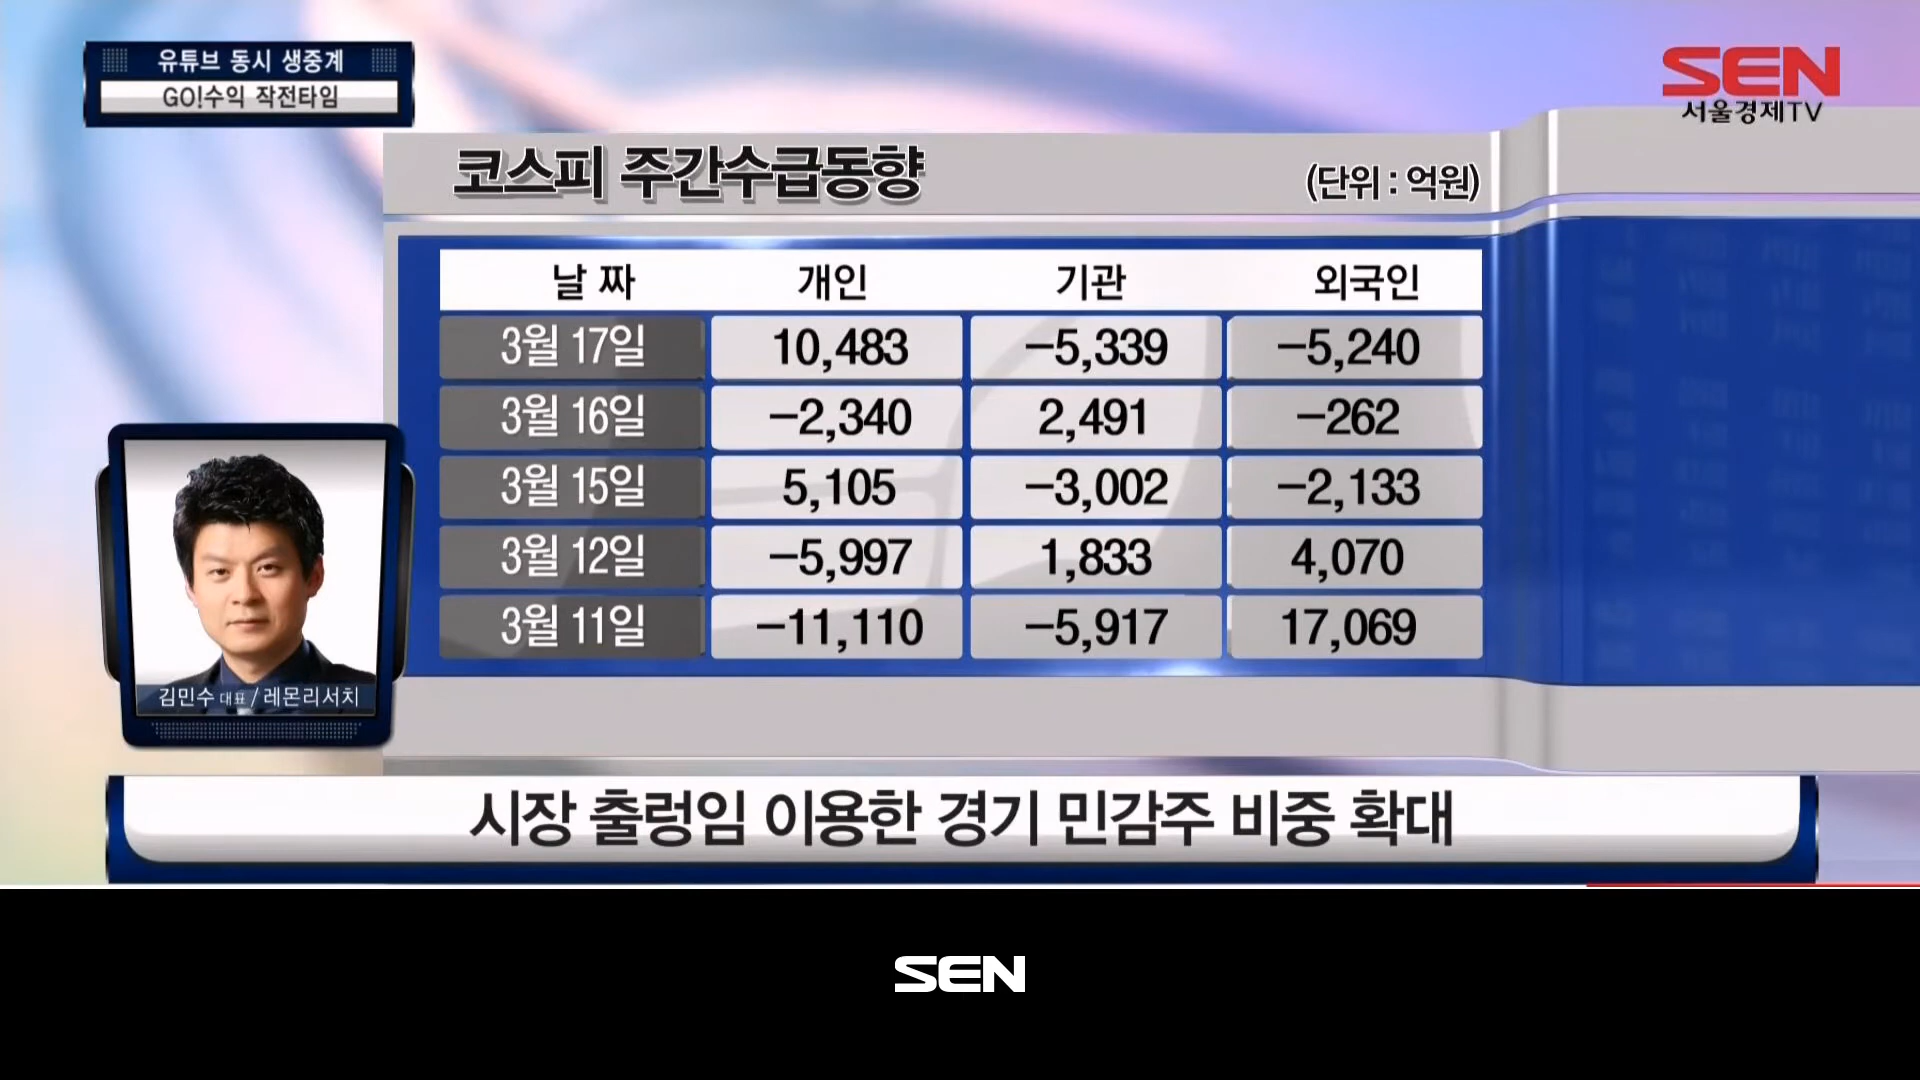 유튜브 동시 생중계
GO!수익 작전타임
SEN
서울경제TV
코스피 주간수급동향
(단위 : 억원)
날 짜 개인 기관 외국인
3월 17일 10,483 -5,339 -5,240
3월 16일 -2,340 2,491 -262
3월 15일 5,105 -3,002 -2,133
3월 12일 -5,997 1,833 4,070
3월 11일 -11,110 -5,917 17,069
김민수 대표 / 레몬리서치
시장 출렁임 이용한 경기 민감주 비중 확대
SEN